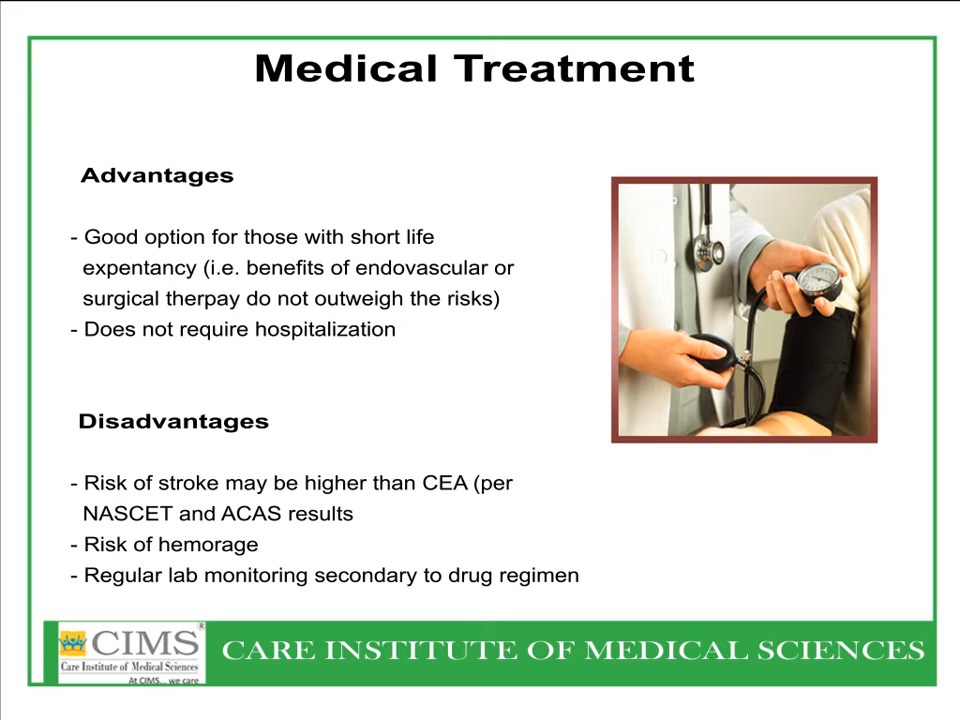 Medical Treatment
Advantages
- Good option for those with short life
expentancy (i.e. benefits of endovascular or
surgical therpay do not outweigh the risks)
- Does not require hospitalization
Disadvantages
- Risk of stroke may be higher than CEA (per
NASCET and ACAS results
- Risk of hemorage
- Regular lab monitoring secondary to drug regimen
CIMS®
Care Institute of Medical Sciences
At CIMS... we care
CARE INSTITUTE OF MEDICAL SCIENCES